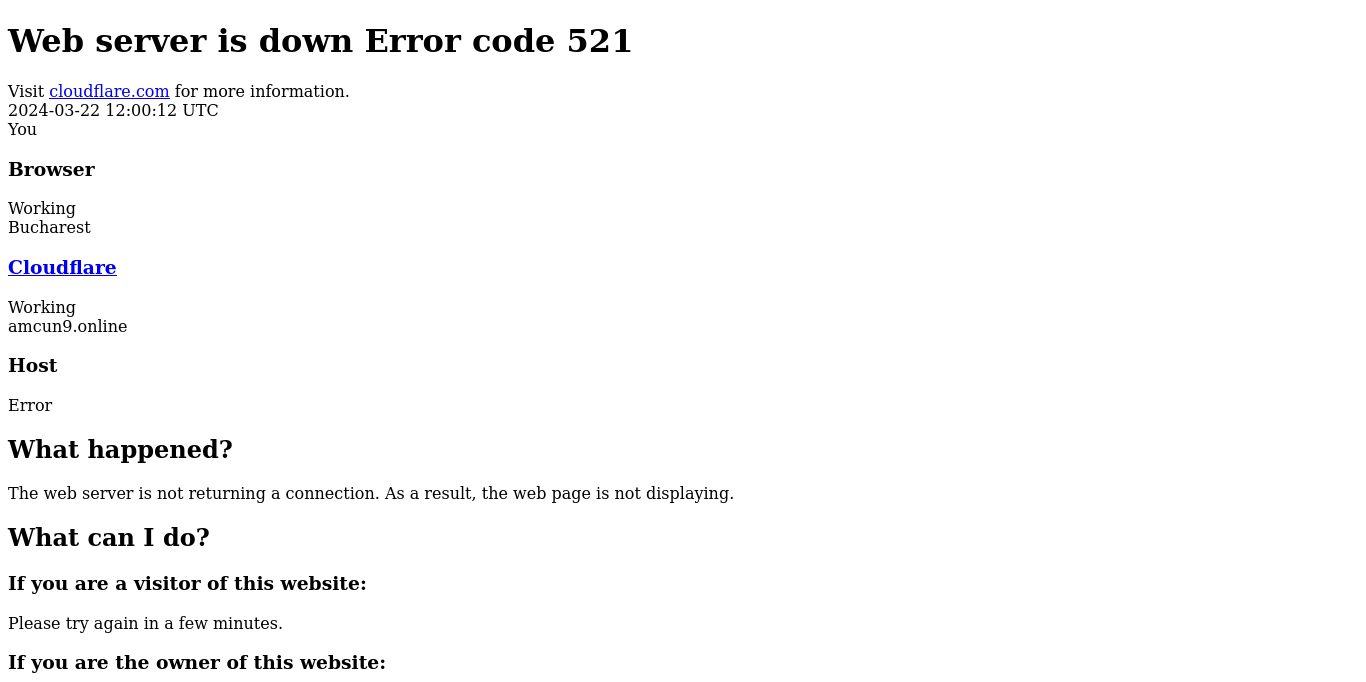 Web server is down Error code 521
Visit cloudflare.com for more information.
2024-03-22 12:00:12 UTC
You
Browser
Working
Bucharest
Cloudflare
Working
amcun9.online
Host
Error
What happened?
The web server is not returning a connection. As a result, the web page is not displaying.
What can I do?
If you are a visitor of this website:
Please try again in a few minutes.
If you are the owner of this website: